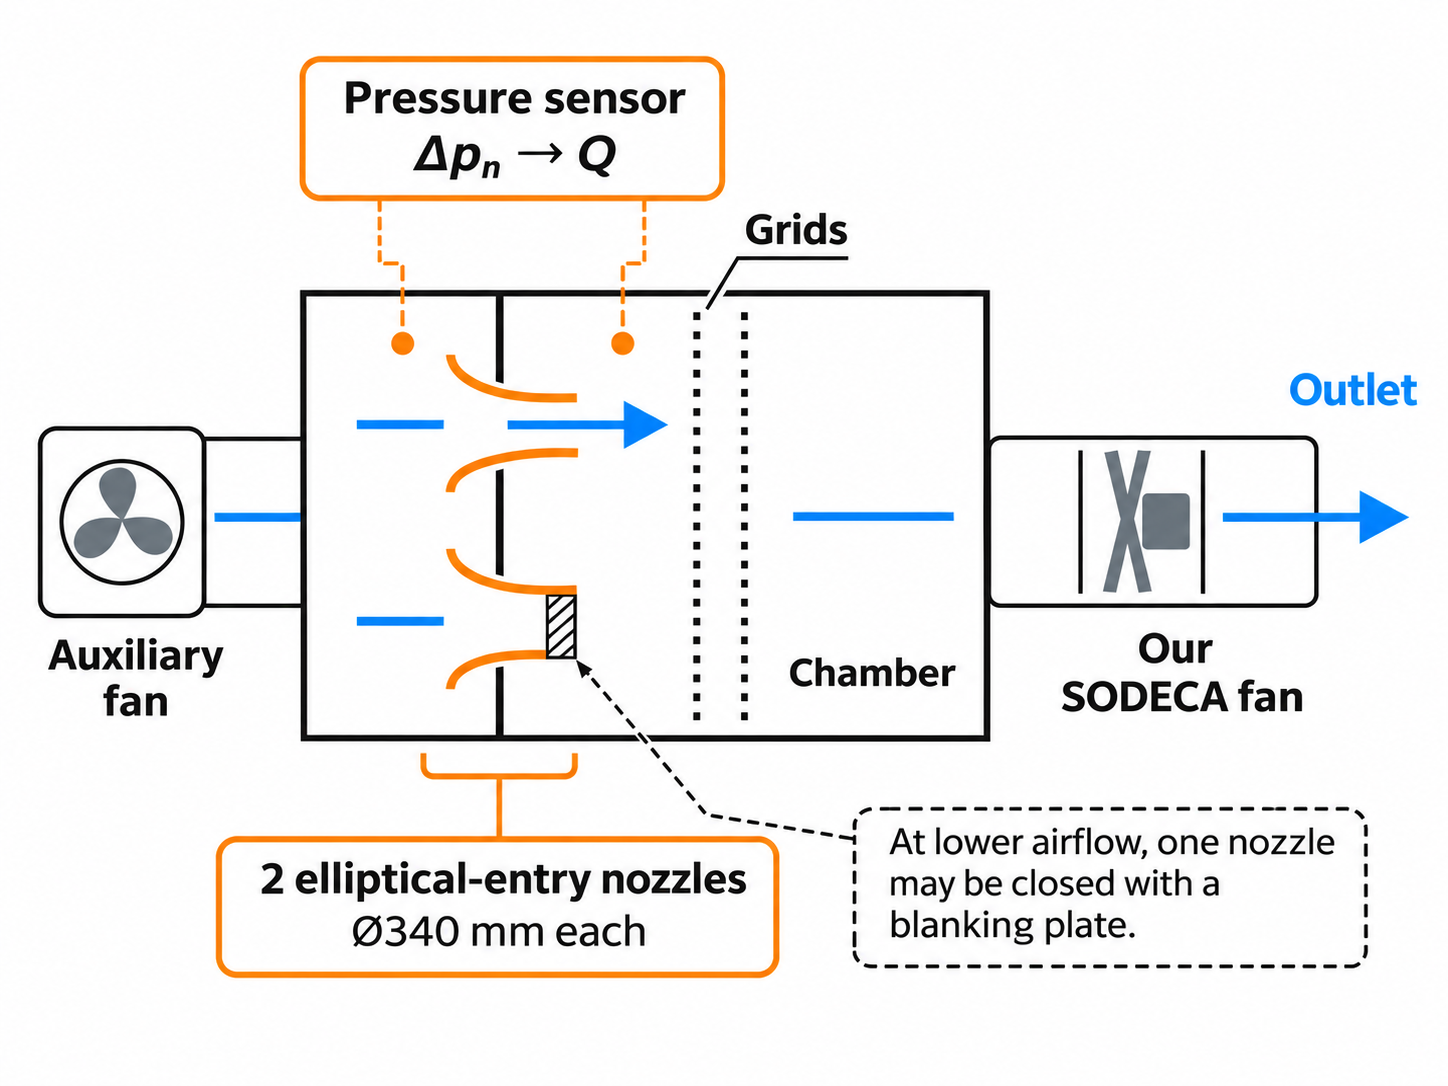 Pressure sensor
Δpₙ → Q
Grids
Outlet
Auxiliary
fan
Chamber
Our
SODECA fan
2 elliptical-entry nozzles
Ø340 mm each
At lower airflow, one nozzle
may be closed with a
blanking plate.